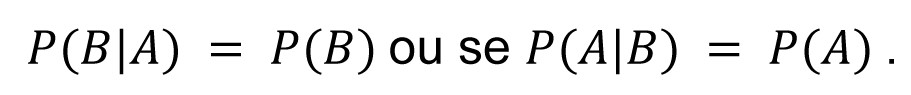 P(B|A) = P(B) ou se P(A|B) = P(A) .